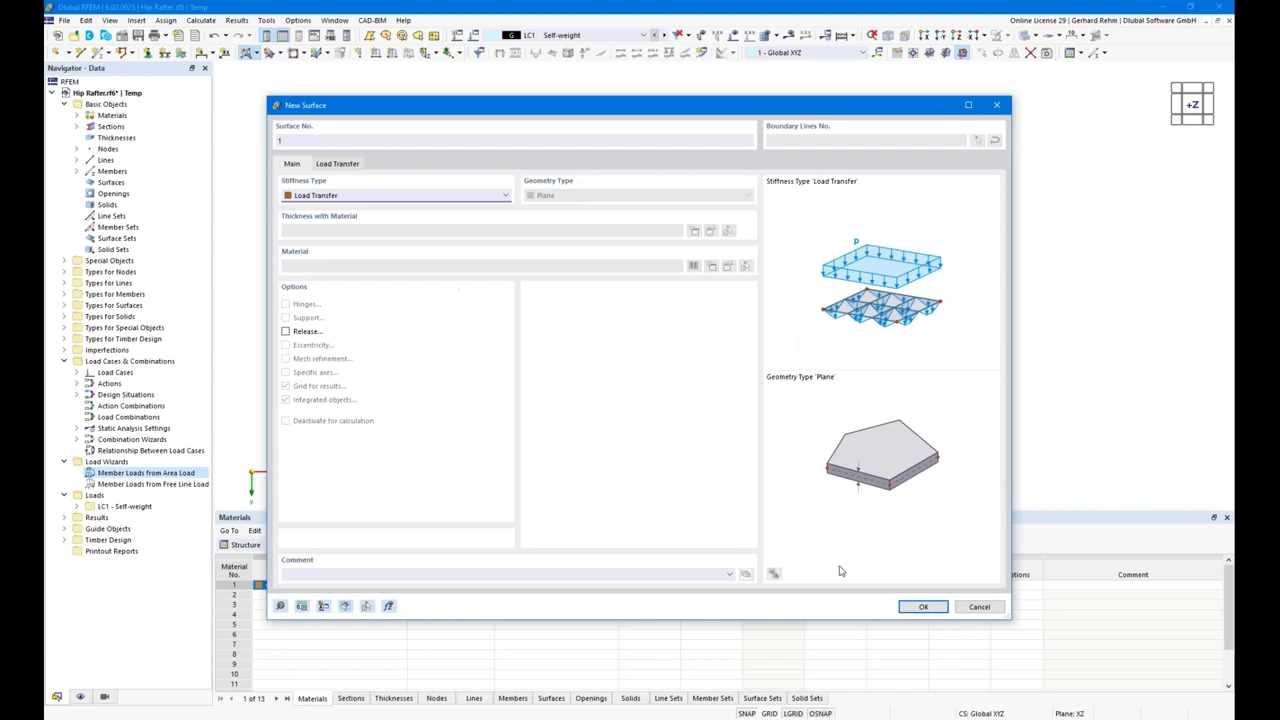 Dlubal RFEM | 6.02.0025 | Hip Rafter.rf6* | Temp
File Edit View Insert Assign Calculate Results Tools Options Window CAD-BIM Help
Online License 29 | Gerhard Rehm | Dlubal Software GmbH
G LC1 Self-weight
1 - Global XYZ
Navigator - Data
RFEM
Hip Rafter.rf6* | Temp
Basic Objects
Materials
Sections
Thicknesses
Nodes
Lines
Members
Surfaces
Openings
Solids
Line Sets
Member Sets
Surface Sets
Solid Sets
Special Objects
Types for Nodes
Types for Lines
Types for Members
Types for Surfaces
Types for Solids
Types for Special Objects
Types for Timber Design
Imperfections
Load Cases & Combinations
Load Cases
Actions
Design Situations
Action Combinations
Load Combinations
Static Analysis Settings
Combination Wizards
Relationship Between Load Cases
Load Wizards
Member Loads from Area Load
Member Loads from Free Line Load
Loads
LC1 - Self-weight
Results
Guide Objects
Timber Design
Printout Reports
New Surface
Surface No.
1
Boundary Lines No.
Main Load Transfer
Stiffness Type
Load Transfer
Geometry Type
Plane
Thickness with Material
Material
Options
Hinges...
Support...
Release...
Eccentricity...
Mesh refinement...
Specific axes...
Grid for results...
Integrated objects...
Deactivate for calculation
Comment
Stiffness Type 'Load Transfer'
p
Geometry Type 'Plane'
OK Cancel
+Z
Y
Materials
Go To Edit
Structure
Material
No.
Comment
1
2
3
4
5
6
7
8
9
10
11
1 of 13 Materials Sections Thicknesses Nodes Lines Members Surfaces Openings Solids Line Sets Member Sets Surface Sets Solid Sets
SNAP GRID LGRID OSNAP CS: Global XYZ Plane: XZ